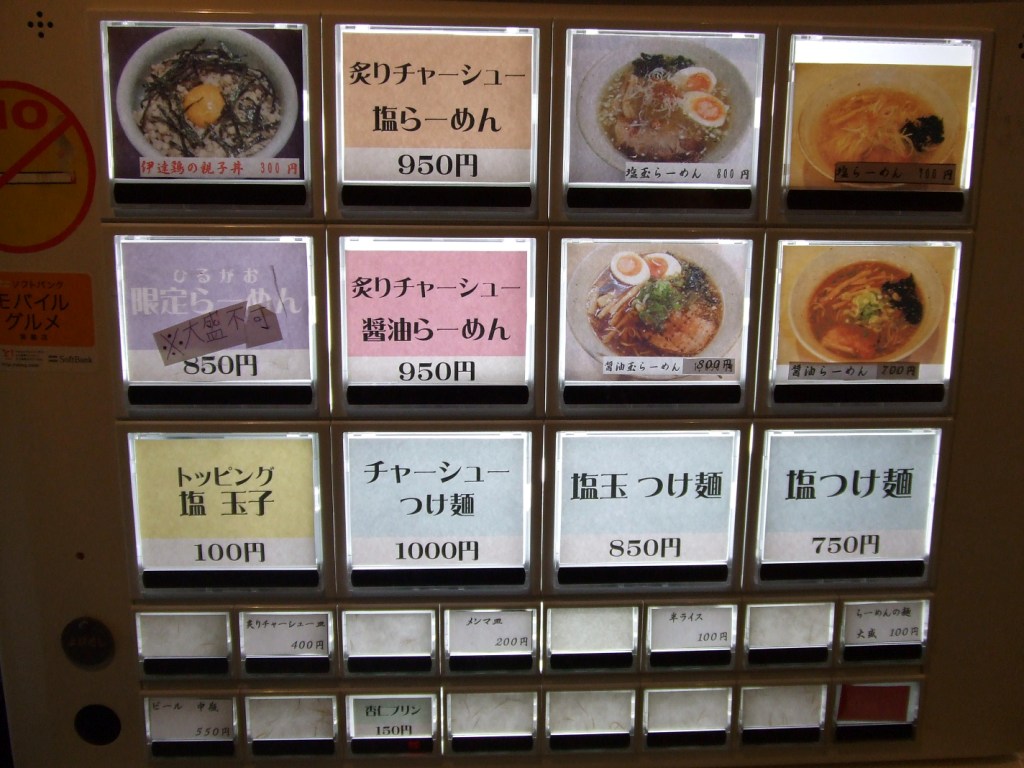 伊達鶏の親子丼 300円
炙りチャーシュー
塩らーめん
950円
塩玉らーめん 800円
塩らーめん
ひるがお
限定らーめん
※大盛不可
850円
炙りチャーシュー
醤油らーめん
950円
醤油玉らーめん 800円
醤油らーめん 700円
ソフトバンク
モバイル
グルメ
SoftBank
トッピング
塩 玉子
100円
チャーシュー
つけ麺
1000円
塩玉 つけ麺
850円
塩つけ麺
750円
炙りチャーシュー皿
400円
メンマ皿
200円
半ライス
100円
らーめんの麺
大盛 100円
ビール 中瓶
550円
杏仁プリン
150円